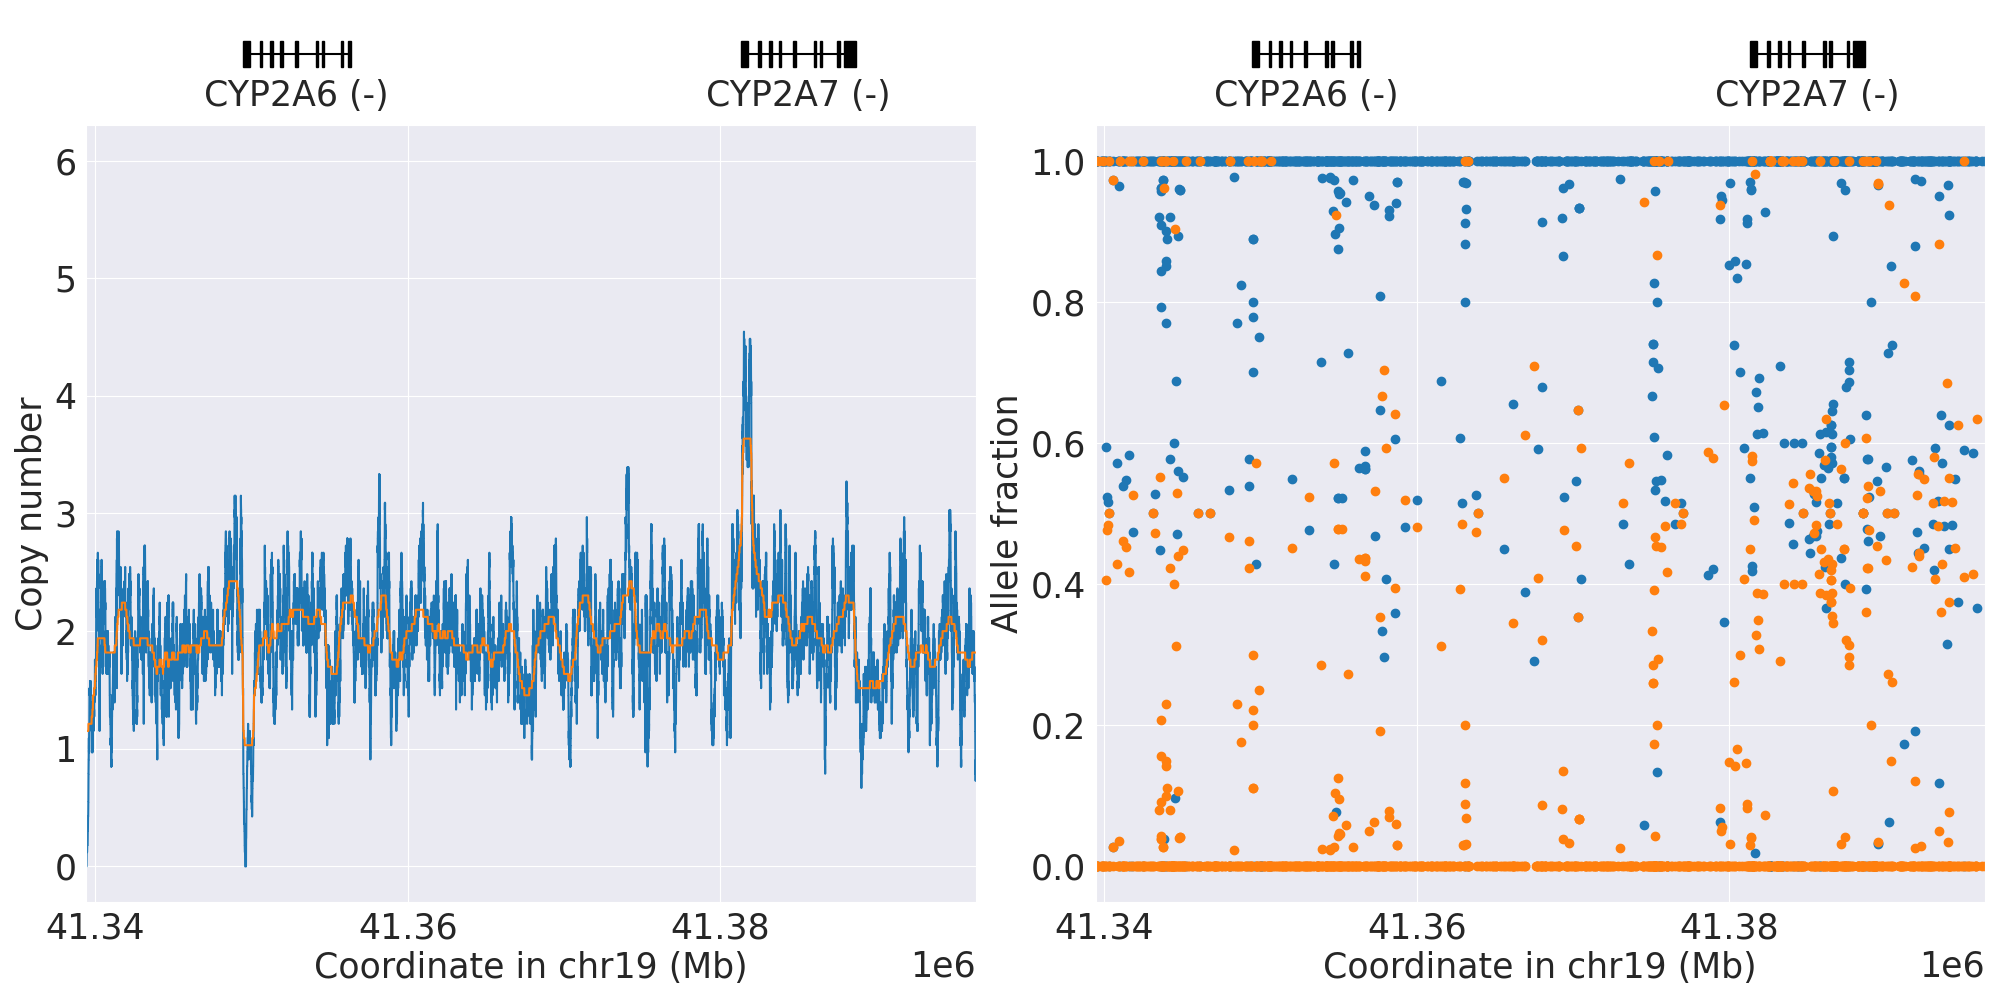 CYP2A6 (-)
CYP2A7 (-)
CYP2A6 (-)
CYP2A7 (-)
Copy number
6
5
4
3
2
1
0
41.34
41.36
41.38
Coordinate in chr19 (Mb)
1e6
Allele fraction
1.0
0.8
0.6
0.4
0.2
0.0
41.34
41.36
41.38
Coordinate in chr19 (Mb)
1e6